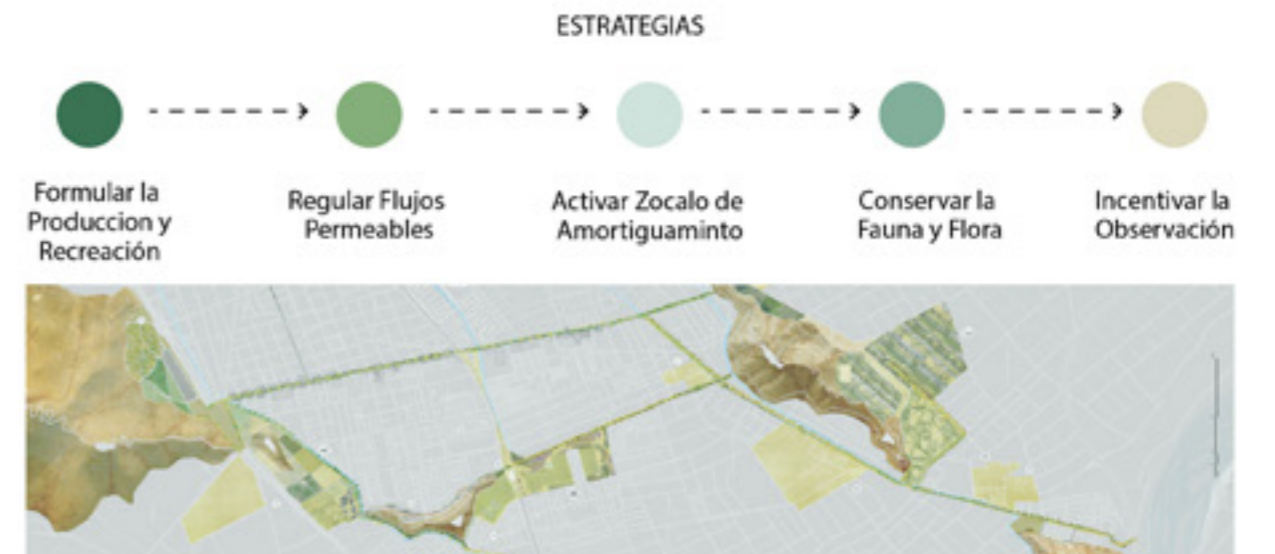 ESTRATEGIAS
Formular la
Produccion y
Recreación
Regular Flujos
Permeables
Activar Zocalo de
Amortiguaminto
Conservar la
Fauna y Flora
Incentivar la
Observación